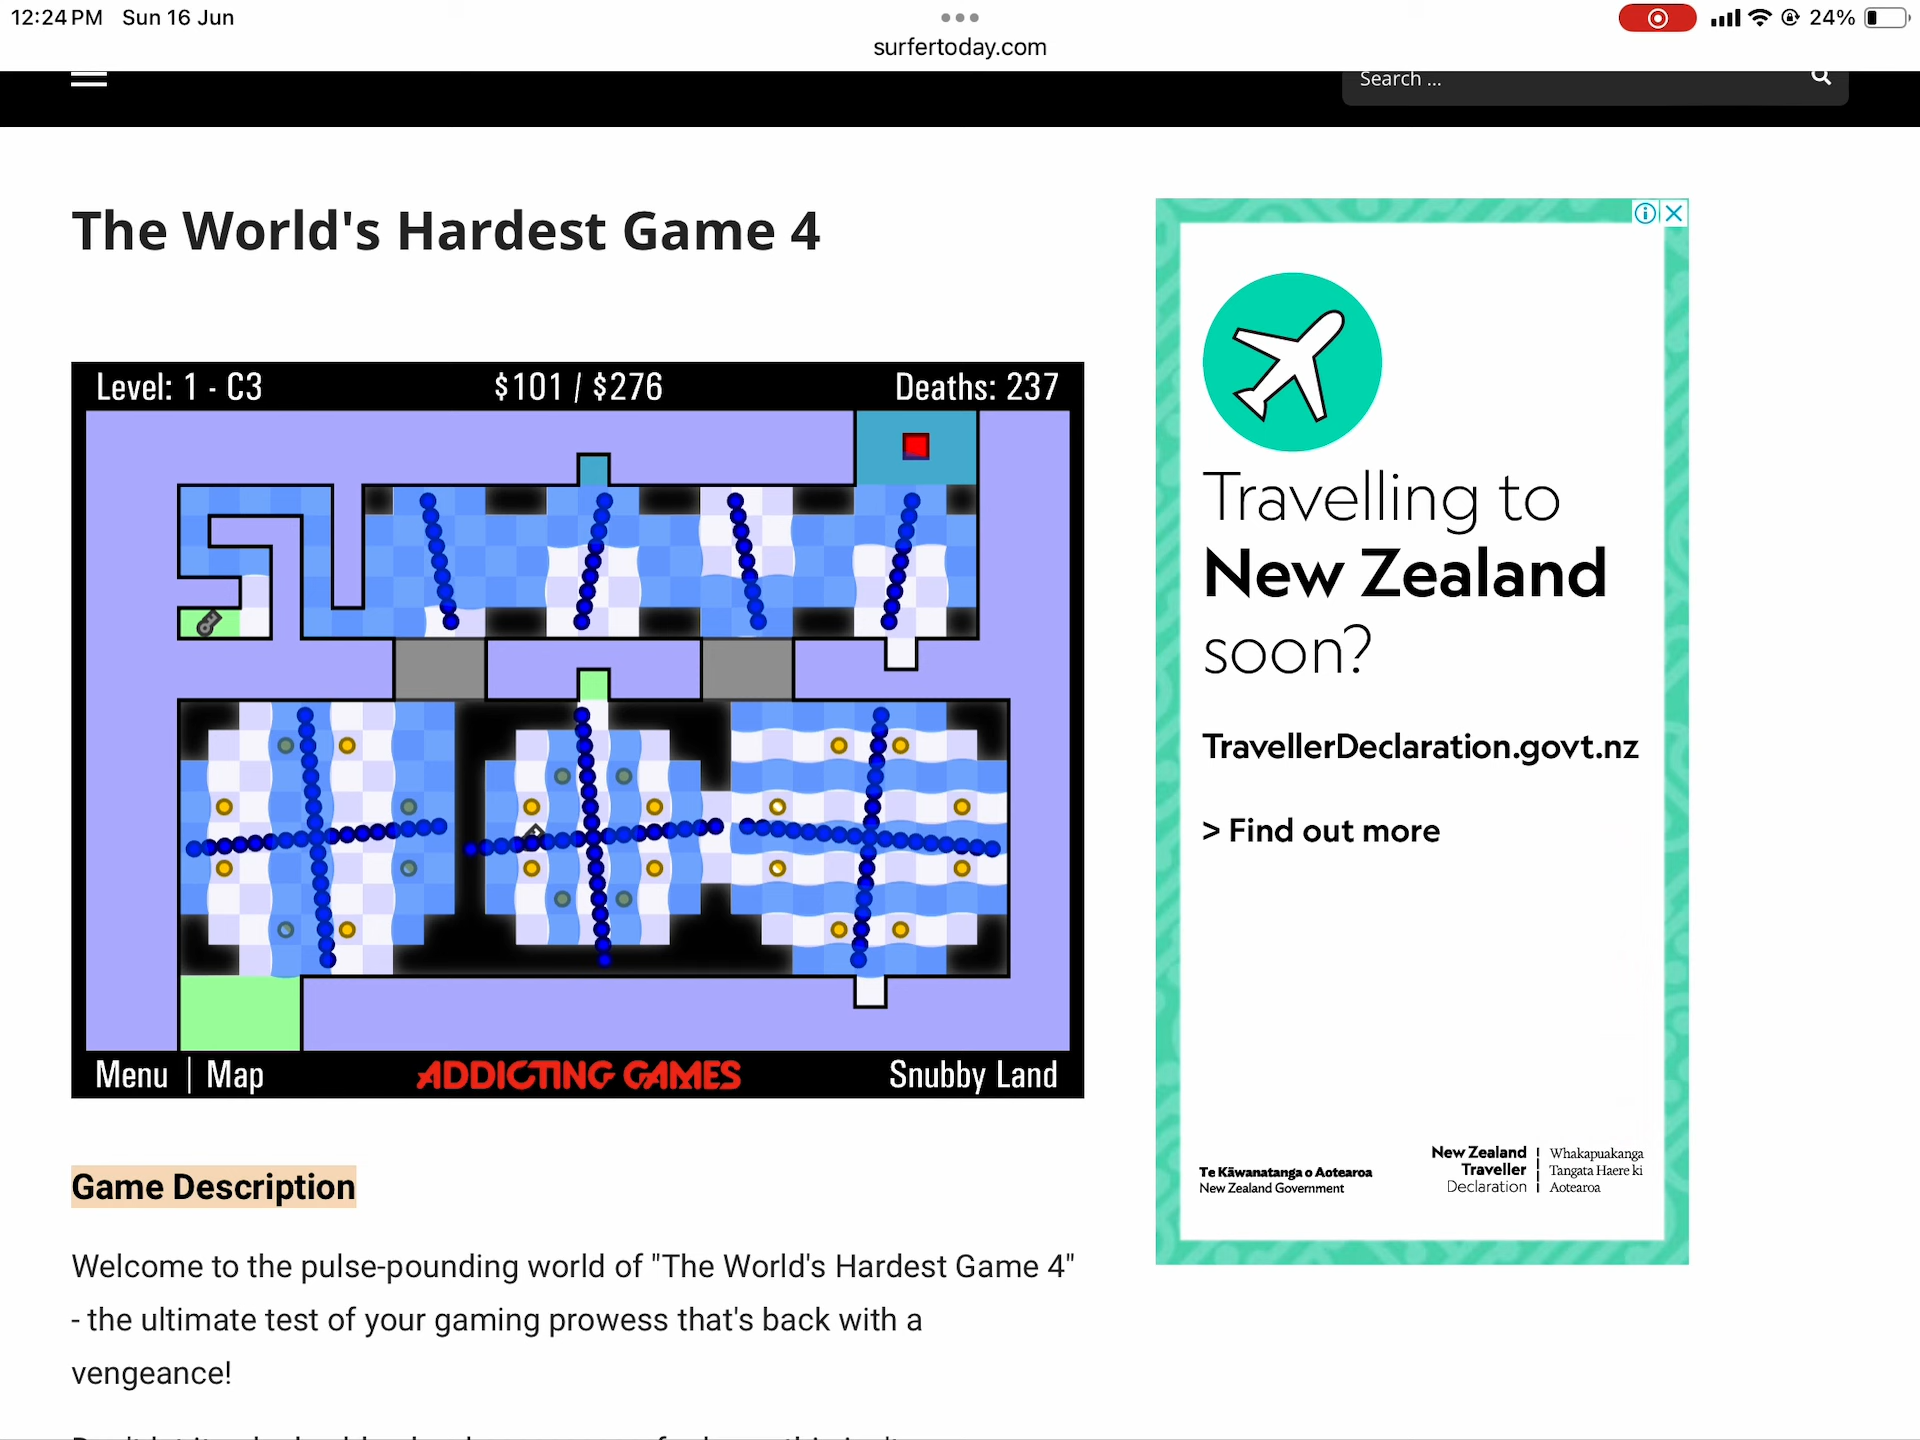 12:24 PM Sun 16 Jun
24%
surfertoday.com
Search ...
The World's Hardest Game 4
Level: 1 - C3
$101 / $276
Deaths: 237
Menu | Map
ADDICTING GAMES
Snubby Land
Game Description
Welcome to the pulse-pounding world of "The World's Hardest Game 4"
- the ultimate test of your gaming prowess that's back with a
vengeance!
Travelling to
New Zealand
soon?
TravellerDeclaration.govt.nz
> Find out more
Te Kāwanatanga o Aotearoa
New Zealand Government
New Zealand
Traveller
Declaration
Whakapuakanga
Tangata Haere ki
Aotearoa